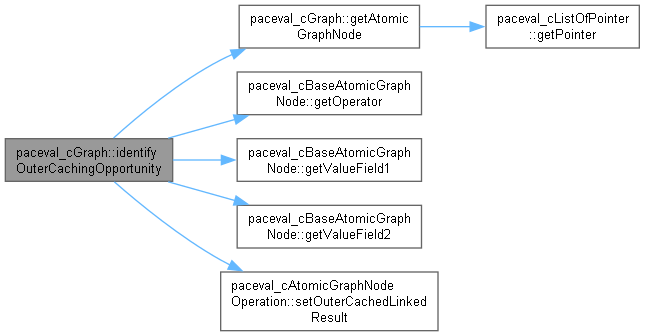 paceval_cGraph::getAtomic
GraphNode
paceval_cListOfPointer
::getPointer
paceval_cBaseAtomicGraph
Node::getOperator
paceval_cGraph::identify
OuterCachingOpportunity
paceval_cBaseAtomicGraph
Node::getValueField1
paceval_cBaseAtomicGraph
Node::getValueField2
paceval_cAtomicGraphNode
Operation::setOuterCachedLinked
Result